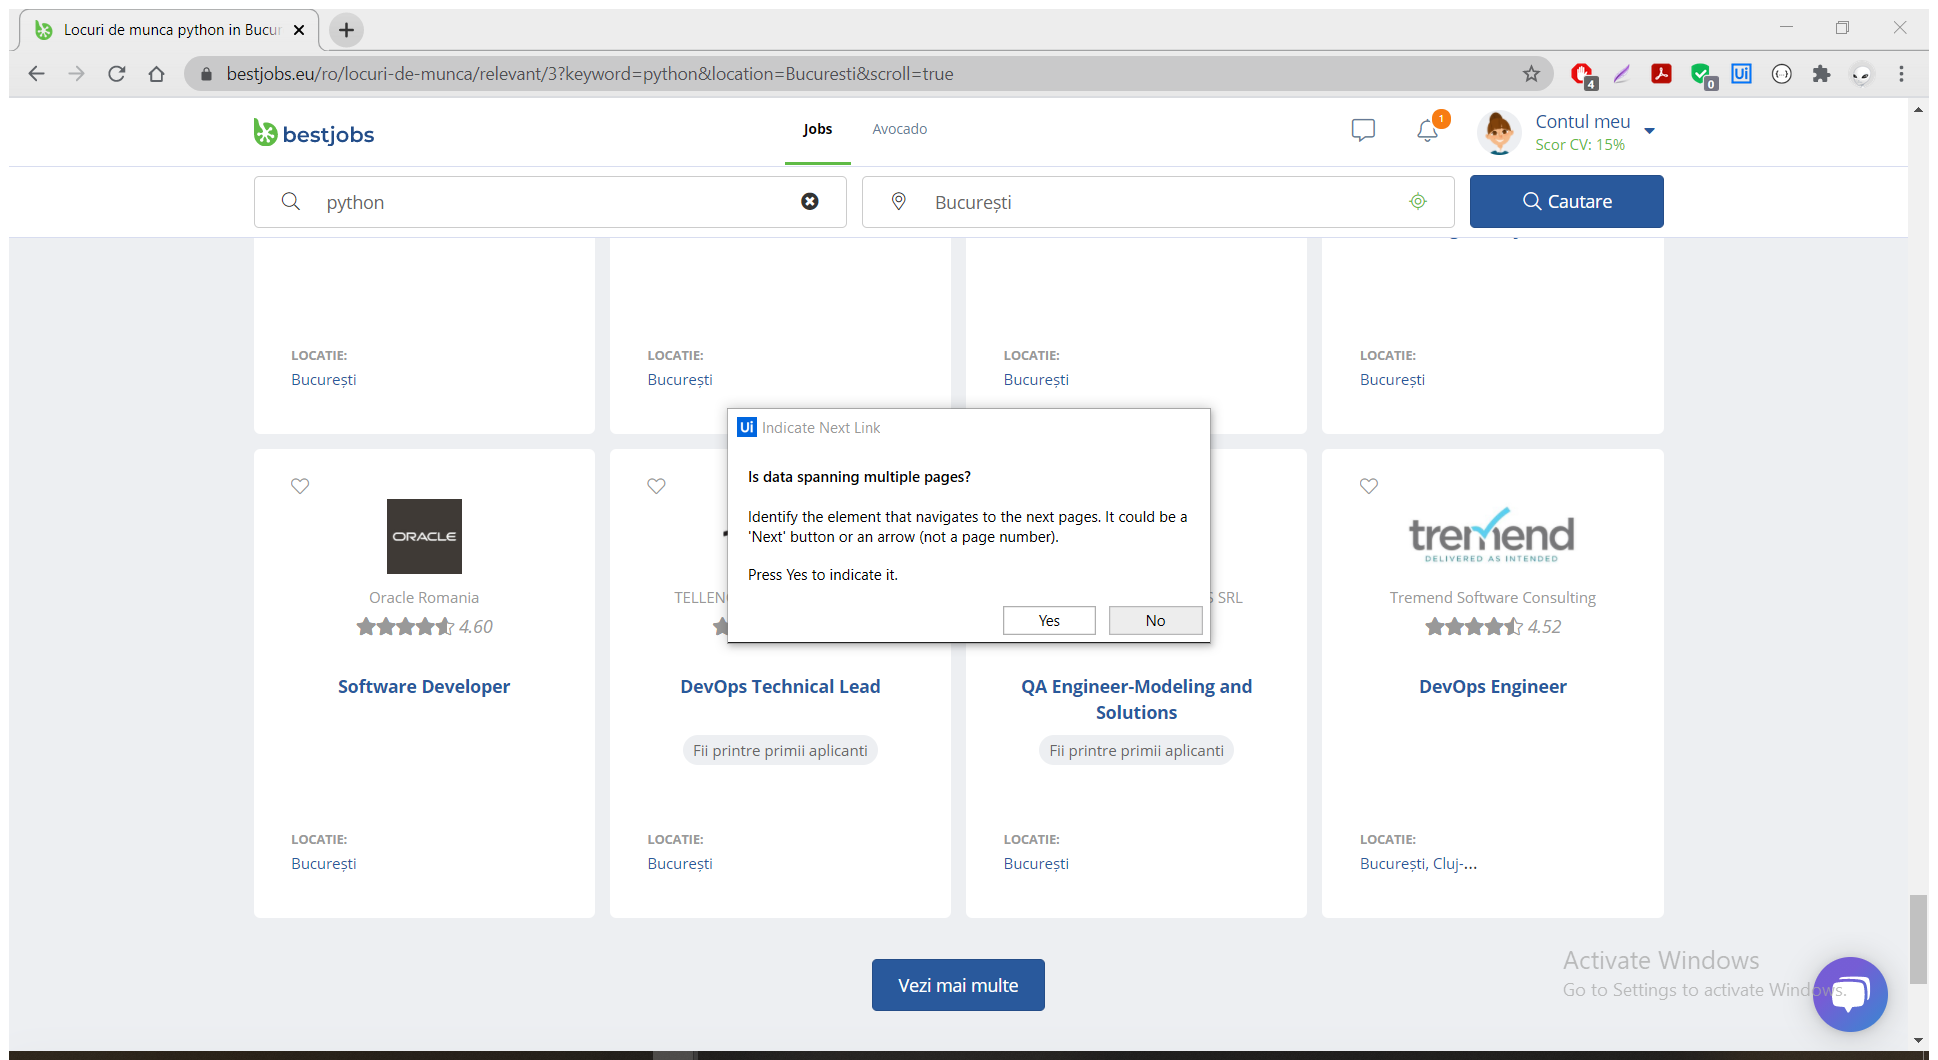 Locuri de munca python in Bucur
bestjobs.eu/ro/locuri-de-munca/relevant/3?keyword=python&location=Bucuresti&scroll=true
4
0
Ui
bestjobs
Jobs
Avocado
1
Contul meu
Scor CV: 15%
python
București
Cautare
LOCATIE:
București
LOCATIE:
București
LOCATIE:
București
LOCATIE:
București
Ui Indicate Next Link
Is data spanning multiple pages?
Identify the element that navigates to the next pages. It could be a
'Next' button or an arrow (not a page number).
Press Yes to indicate it.
Yes
No
ORACLE
Oracle Romania
4.60
Software Developer
LOCATIE:
București
TELLEN
DevOps Technical Lead
Fii printre primii aplicanti
LOCATIE:
București
SRL
QA Engineer-Modeling and
Solutions
Fii printre primii aplicanti
LOCATIE:
București
tremend
DELIVERED AS INTENDED
Tremend Software Consulting
4.52
DevOps Engineer
LOCATIE:
București, Cluj-...
Vezi mai multe
Activate Windows
Go to Settings to activate Windows.